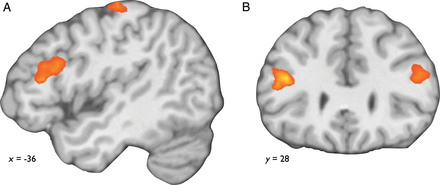 A
B
x = -36
y = 28